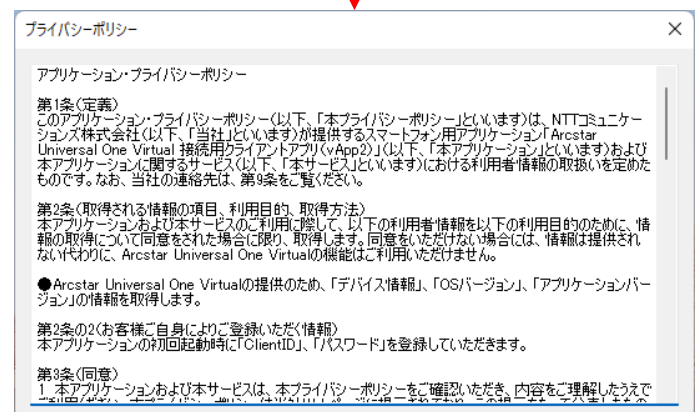 プライバシーポリシー
アプリケーション・プライバシーポリシー
第1条(定義)
このアプリケーション・プライバシーポリシー(以下、「本プライバシーポリシー」といいます)は、NTTコミュニケー
ションズ株式会社(以下、「当社」といいます)が提供するスマートフォン用アプリケーション「Arcstar
Universal One Virtual 接続用クライアントアプリ(vApp2)」(以下、「本アプリケーション」といいます)および
本アプリケーションに関するサービス(以下、「本サービス」といいます)における利用者情報の取扱いを定めた
ものです。なお、当社の連絡先は、第9条をご覧ください。
第2条(取得される情報の項目、利用目的、取得方法)
本アプリケーションおよび本サービスのご利用に際して、以下の利用者情報を以下の利用目的のために、情
報の取得について同意をされた場合に限り、取得します。同意をいただけない場合には、情報は提供され
ない代わりに、Arcstar Universal One Virtualの機能はご利用いただけません。
●Arcstar Universal One Virtualの提供のため、「デバイス情報」、「OSバージョン」、「アプリケーションバー
ジョン」の情報を取得します。
第2条の2(お客様ご自身によりご登録いただく情報)
本アプリケーションの初回起動時に「ClientID」、「パスワード」を登録していただきます。
第3条(同意)
1 本アプリケーションおよび本サービスは、本プライバシーポリシーをご確認いただき、内容をご理解したうえで